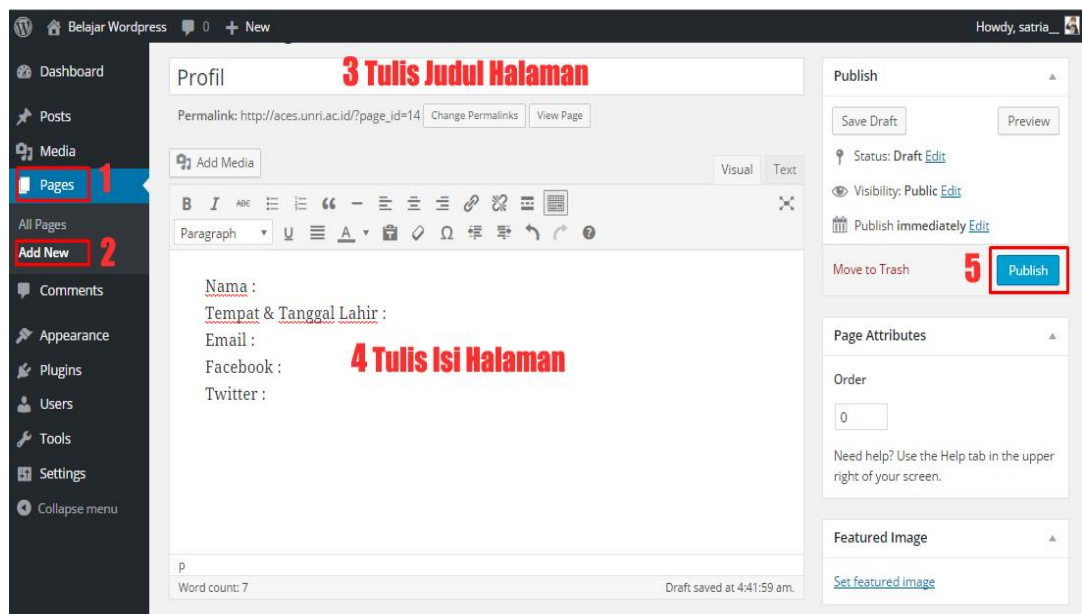 Belajar Wordpress 0 + New Howdy, satria__
Dashboard
Posts
Media
Pages 1
All Pages
Add New 2
Comments
Appearance
Plugins
Users
Tools
Settings
Collapse menu
Profil 3 Tulis Judul Halaman
Permalink: http://aces.unri.ac.id/?page_id=14 Change Permalinks View Page
Add Media Visual Text
B I ABC
Paragraph U A Ω
Nama :
Tempat & Tanggal Lahir :
Email :
Facebook :
Twitter :
4 Tulis Isi Halaman
p
Word count: 7 Draft saved at 4:41:59 am.
Publish
Save Draft Preview
Status: Draft Edit
Visibility: Public Edit
Publish immediately Edit
Move to Trash 5 Publish
Page Attributes
Order
0
Need help? Use the Help tab in the upper
right of your screen.
Featured Image
Set featured image